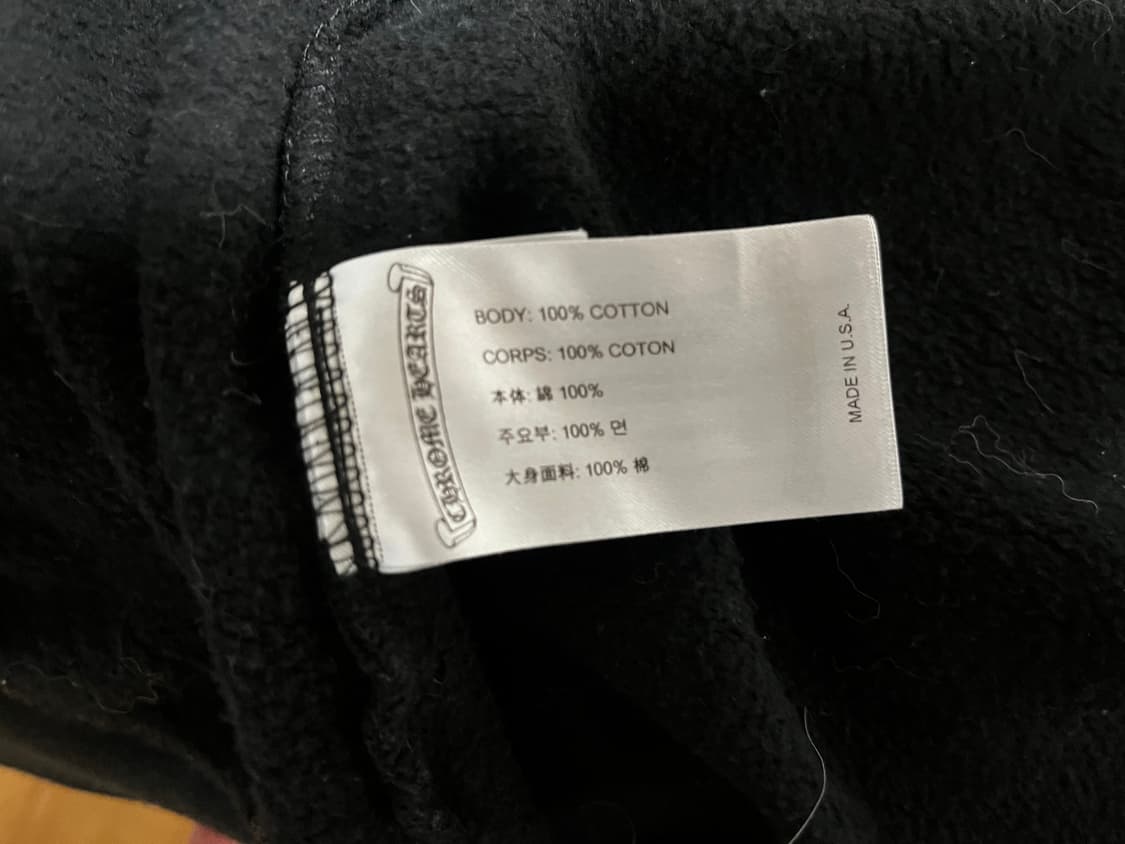 CHROME HEARTS
BODY: 100% COTTON
CORPS: 100% COTON
本体: 綿 100%
주요부: 100% 면
大身面料: 100% 棉
MADE IN U.S.A.